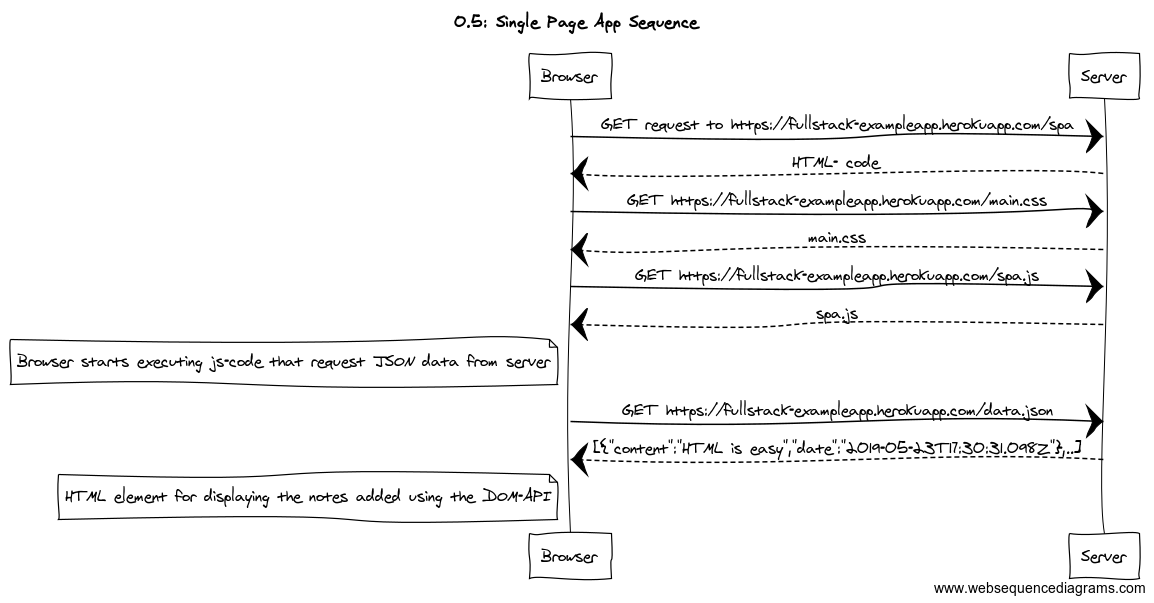 0.5: Single Page App Sequence
Browser
Server
GET request to https://fullstack-exampleapp.herokuapp.com/spa
HTML- code
GET https://fullstack-exampleapp.herokuapp.com/main.css
main.css
GET https://fullstack-exampleapp.herokuapp.com/spa.js
spa.js
Browser starts executing js-code that request JSON data from server
GET https://fullstack-exampleapp.herokuapp.com/data.json
[{"content":"HTML is easy","date":"2019-05-23T17:30:31.098Z"},..]
HTML element for displaying the notes added using the DOM-API
Browser
Server
www.websequencediagrams.com